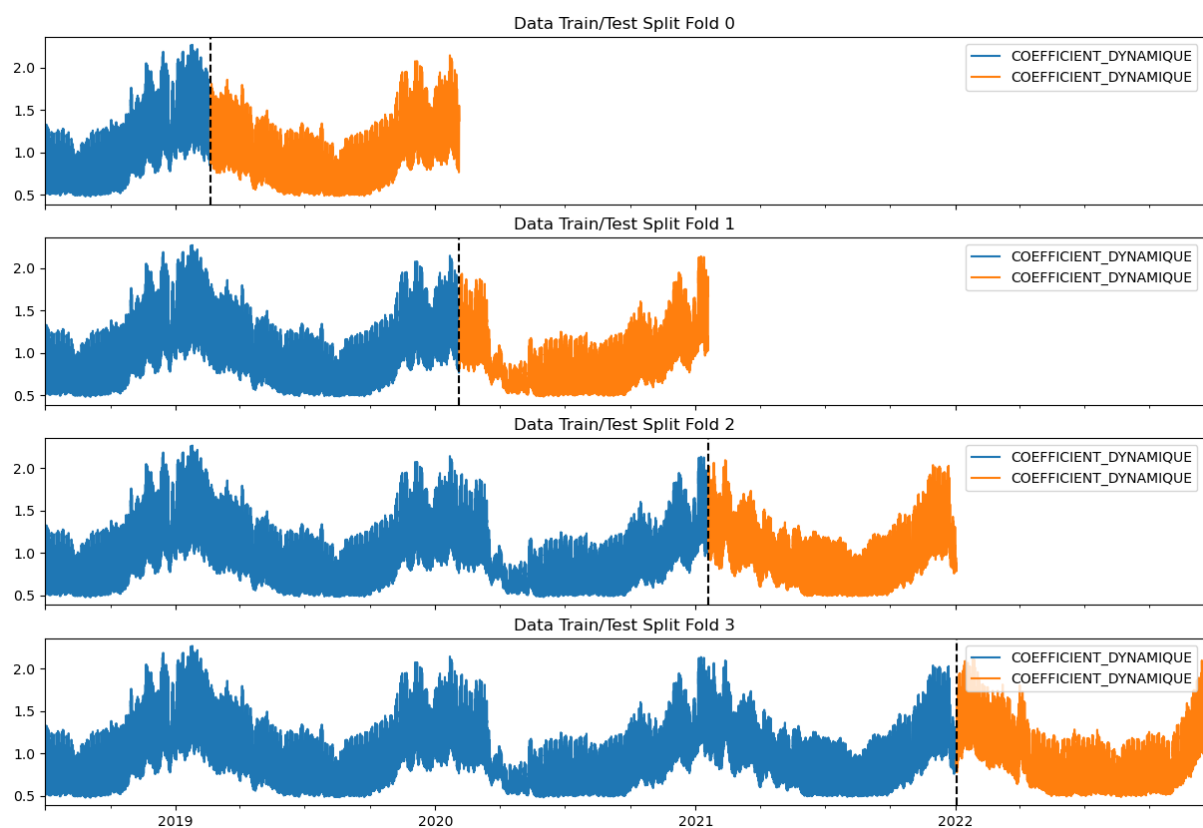 Data Train/Test Split Fold 0
2.0
1.5
1.0
0.5
COEFFICIENT_DYNAMIQUE
COEFFICIENT_DYNAMIQUE
Data Train/Test Split Fold 1
2.0
1.5
1.0
0.5
COEFFICIENT_DYNAMIQUE
COEFFICIENT_DYNAMIQUE
Data Train/Test Split Fold 2
2.0
1.5
1.0
0.5
COEFFICIENT_DYNAMIQUE
COEFFICIENT_DYNAMIQUE
Data Train/Test Split Fold 3
2.0
1.5
1.0
0.5
COEFFICIENT_DYNAMIQUE
COEFFICIENT_DYNAMIQUE
2019 2020 2021 2022